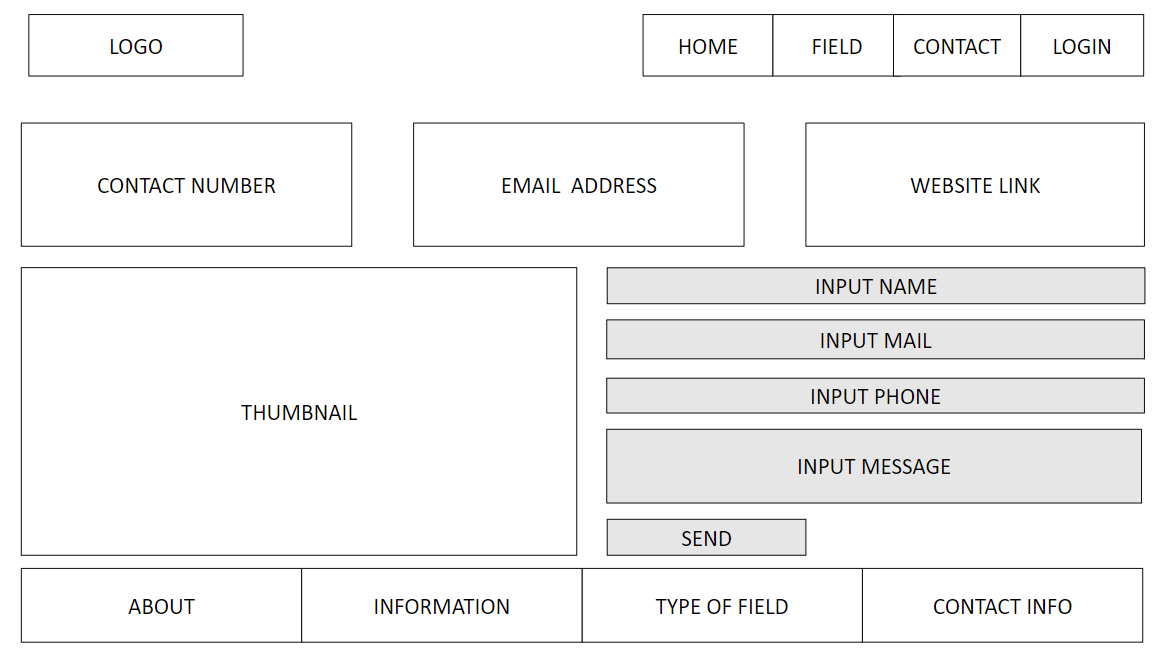 LOGO
HOME
FIELD
CONTACT
LOGIN
CONTACT NUMBER
EMAIL  ADDRESS
WEBSITE LINK
THUMBNAIL
INPUT NAME
INPUT MAIL
INPUT PHONE
INPUT MESSAGE
SEND
ABOUT
INFORMATION
TYPE OF FIELD
CONTACT INFO